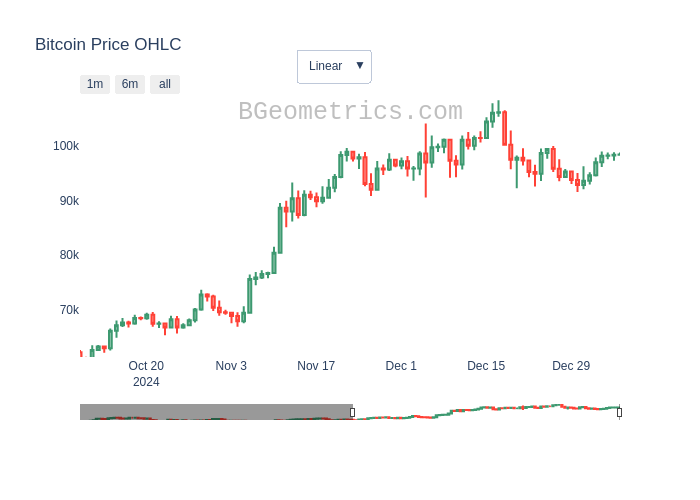 Bitcoin Price OHLC
Linear ▼
1m 6m all
BGeometrics.com
100k
90k
80k
70k
Oct 20 Nov 3 Nov 17 Dec 1 Dec 15 Dec 29
2024